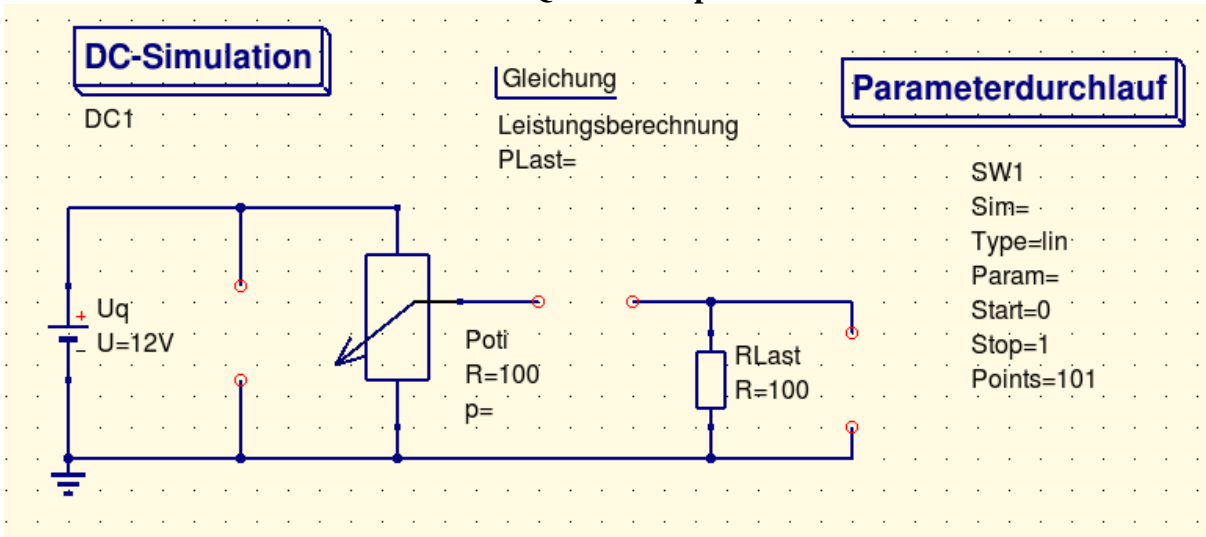 DC-Simulation
DC1
Gleichung
Leistungsberechnung
PLast=
Parameterdurchlauf
SW1
Sim=
Type=lin
Param=
Start=0
Stop=1
Points=101
+ Uq
- U=12V
Poti
R=100
p=
RLast
R=100